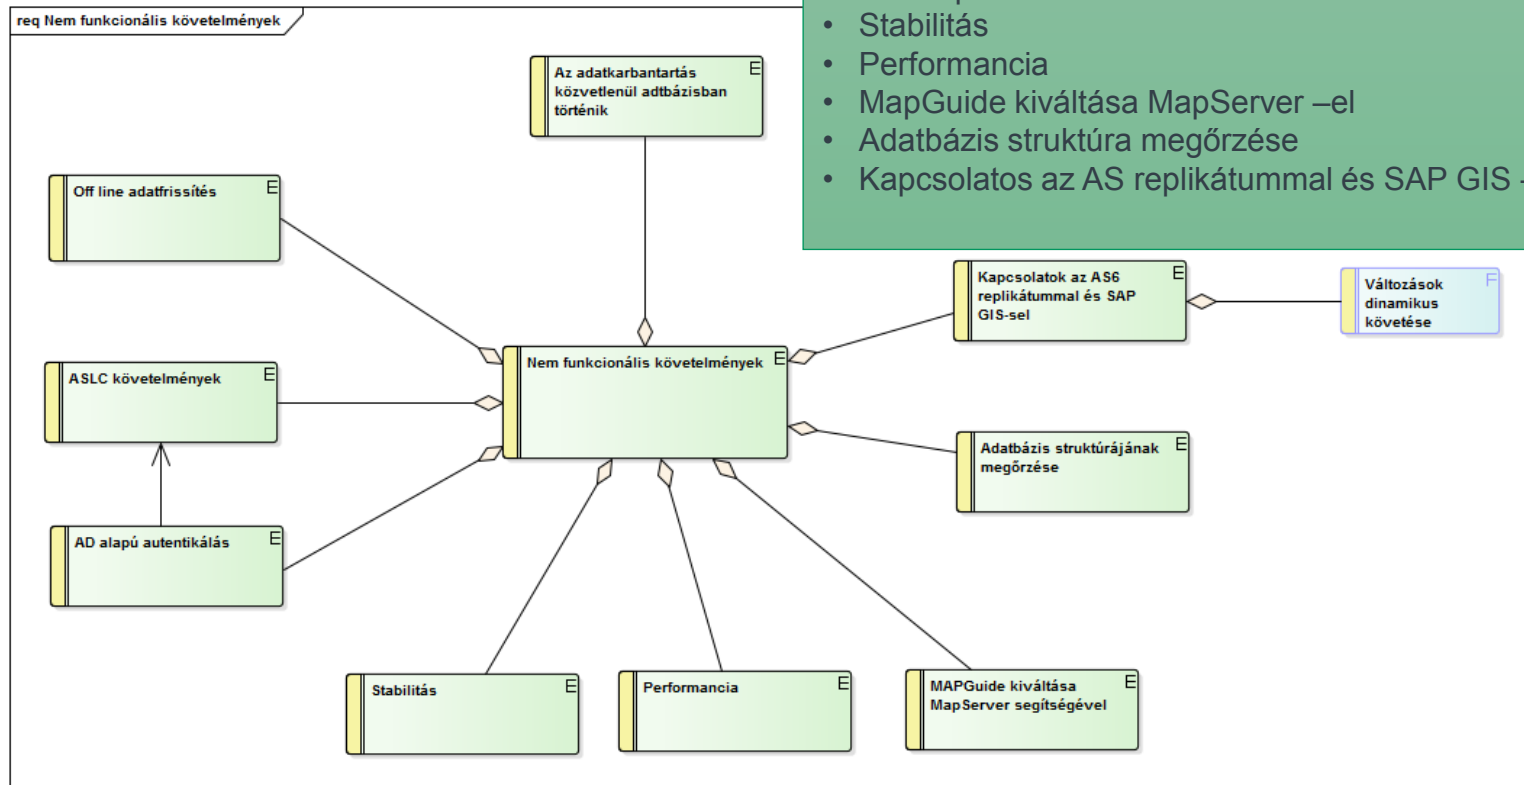 req Nem funkcionális követelmények
• Stabilitás
• Performancia
• MapGuide kiváltása MapServer –el
• Adatbázis struktúra megőrzése
• Kapcsolatos az AS replikátummal és SAP GIS -
Az adatkarbantartás
közvetlenül adtbázisban
történik
E
Off line adatfrissítés
E
Kapcsolatok az AS6
replikátummal és SAP
GIS-sel
E
Változások
dinamikus
követése
F
Nem funkcionális követelmények
E
ASLC követelmények
E
Adatbázis struktúrájának
megőrzése
E
AD alapú autentikálás
E
Stabilitás
E
Performancia
E
MAPGuide kiváltása
MapServer segítségével
E